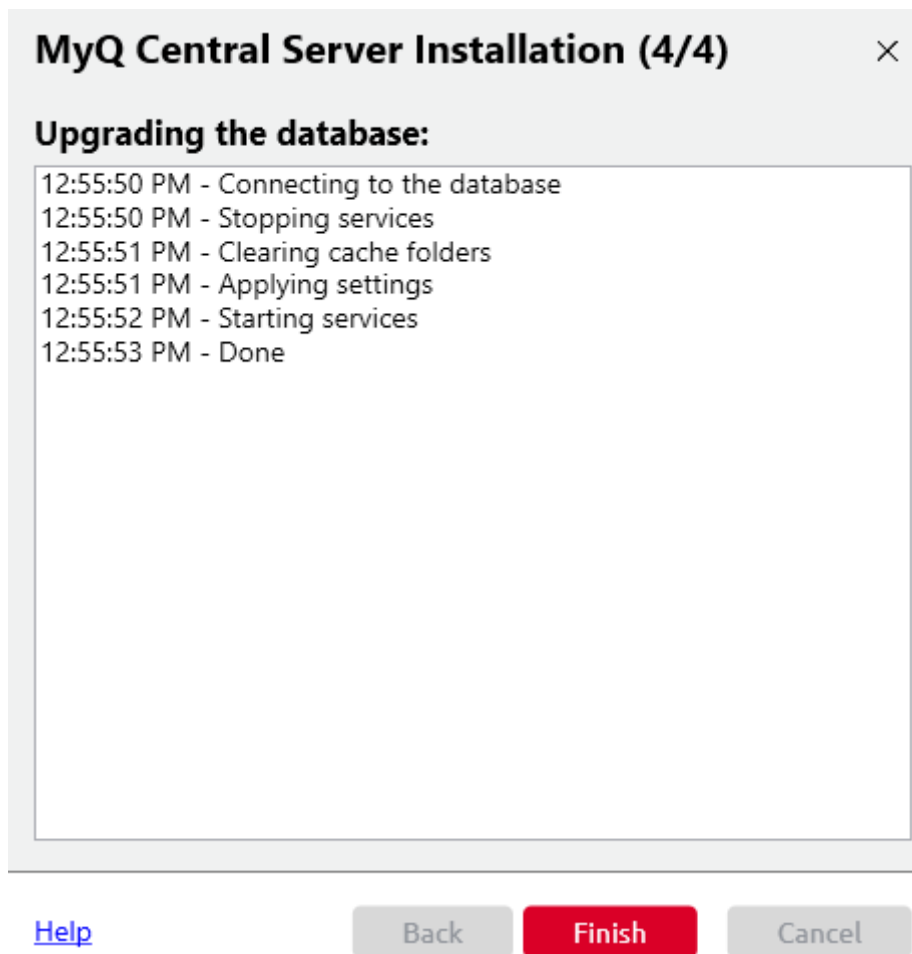 MyQ Central Server Installation (4/4)
Upgrading the database:
12:55:50 PM - Connecting to the database
12:55:50 PM - Stopping services
12:55:51 PM - Clearing cache folders
12:55:51 PM - Applying settings
12:55:52 PM - Starting services
12:55:53 PM - Done
Help Back Finish Cancel